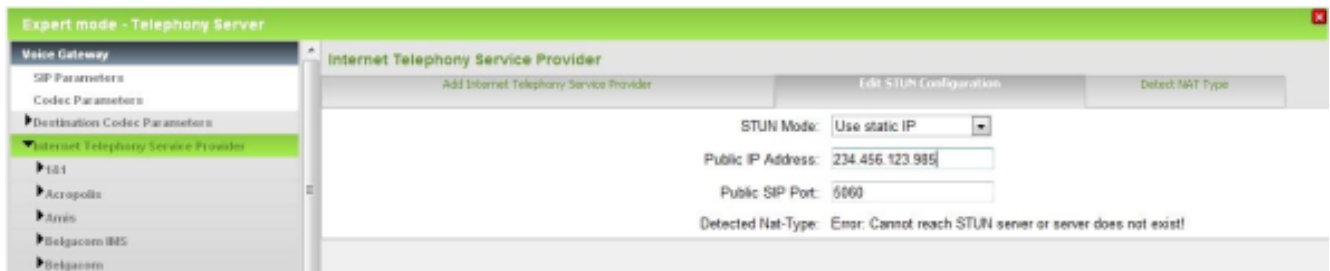 Expert mode - Telephony Server
Voice Gateway
SIP Parameters
Codec Parameters
Destination Codec Parameters
Internet Telephony Service Provider
1&1
Acropolis
Amis
Belgacom IMS
Belgacom
Internet Telephony Service Provider
Add Internet Telephony Service Provider
Edit STUN Configuration
Detect NAT Type
STUN Mode: Use static IP
Public IP Address: 234.456.123.985
Public SIP Port: 5060
Detected Nat-Type: Error: Cannot reach STUN server or server does not exist!